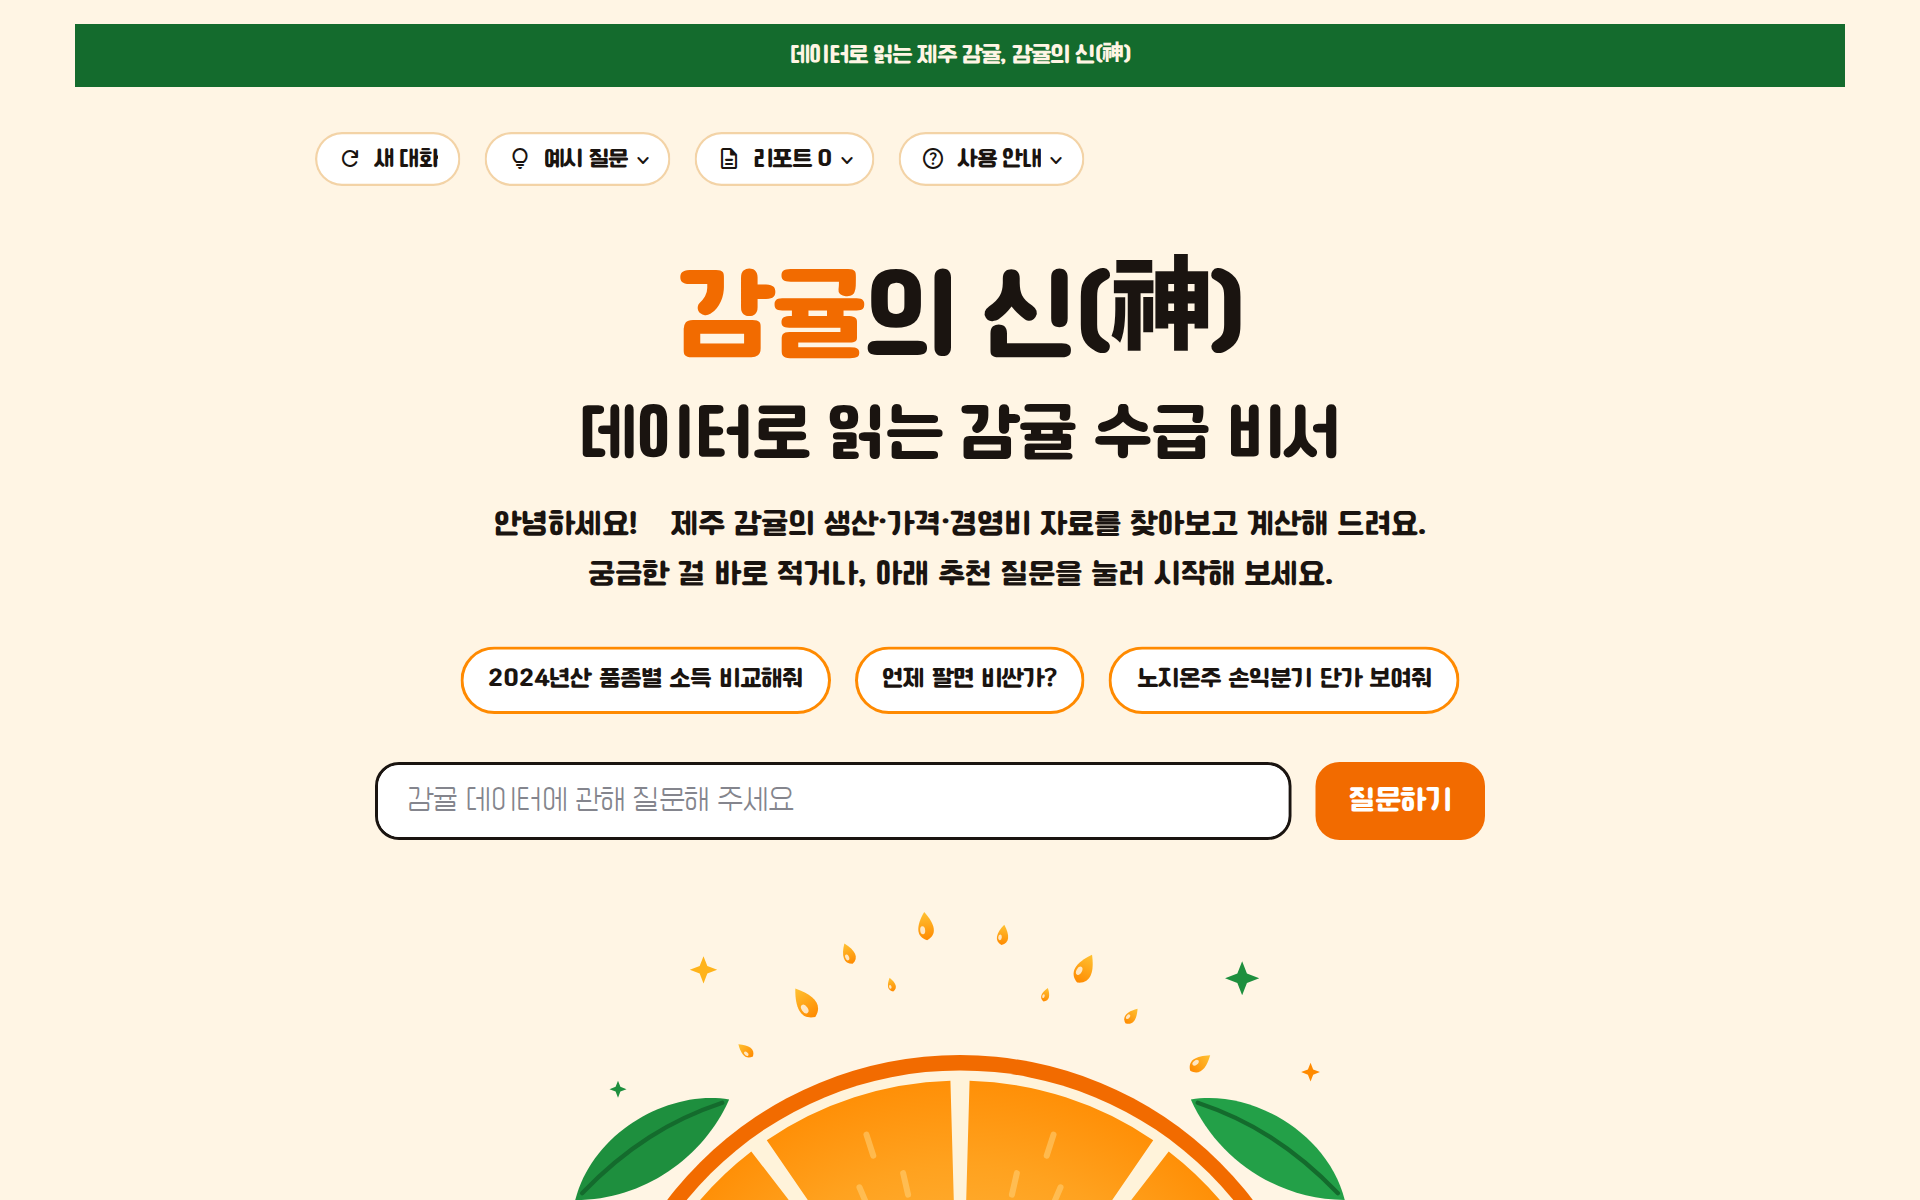 데이터로 읽는 제주 감귤, 감귤의 신(神)
새 대화
예시 질문
리포트 0
사용 안내
감귤의 신(神)
데이터로 읽는 감귤 수급 비서
안녕하세요! 제주 감귤의 생산·가격·경영비 자료를 찾아보고 계산해 드려요.
궁금한 걸 바로 적거나, 아래 추천 질문을 눌러 시작해 보세요.
2024년산 품종별 소득 비교해줘
언제 팔면 비싼가?
노지온주 손익분기 단가 보여줘
감귤 데이터에 관해 질문해 주세요
질문하기